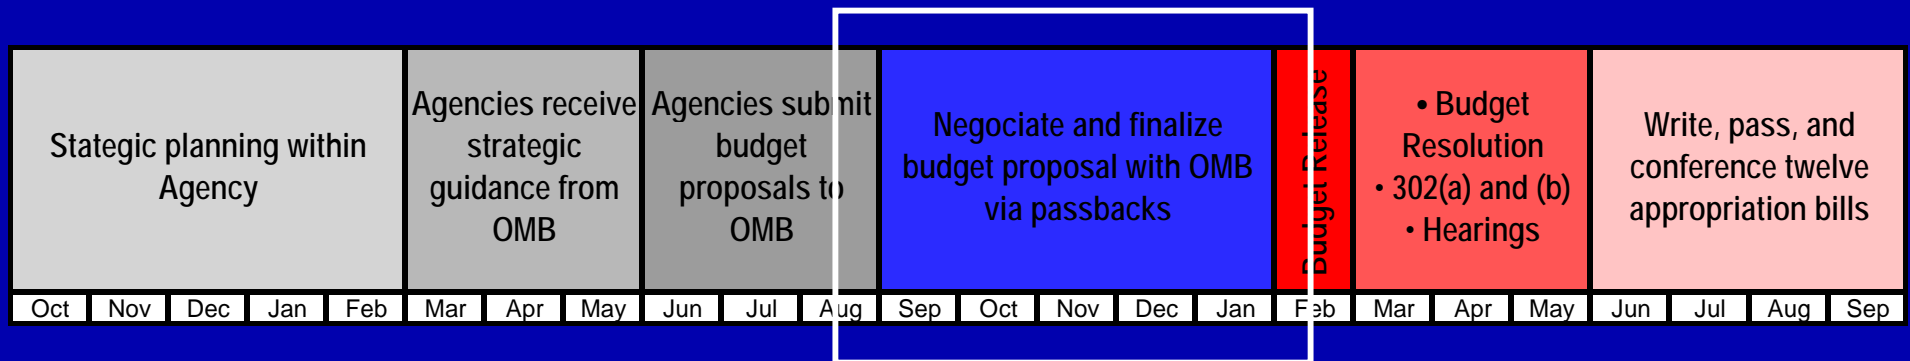 Stategic planning within
Agency
Agencies receive
strategic
guidance from
OMB
Agencies submit
budget
proposals to
OMB
Negociate and finalize
budget proposal with OMB
via passbacks
Budget Release
• Budget
Resolution
• 302(a) and (b)
• Hearings
Write, pass, and
conference twelve
appropriation bills
Oct Nov Dec Jan Feb Mar Apr May Jun Jul Aug Sep Oct Nov Dec Jan Feb Mar Apr May Jun Jul Aug Sep